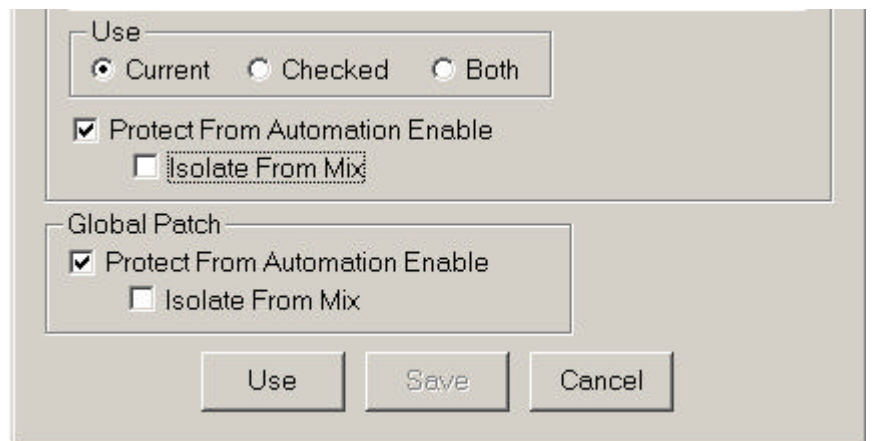 Use
Current Checked Both
Protect From Automation Enable
Isolate From Mix
Global Patch
Protect From Automation Enable
Isolate From Mix
Use Save Cancel